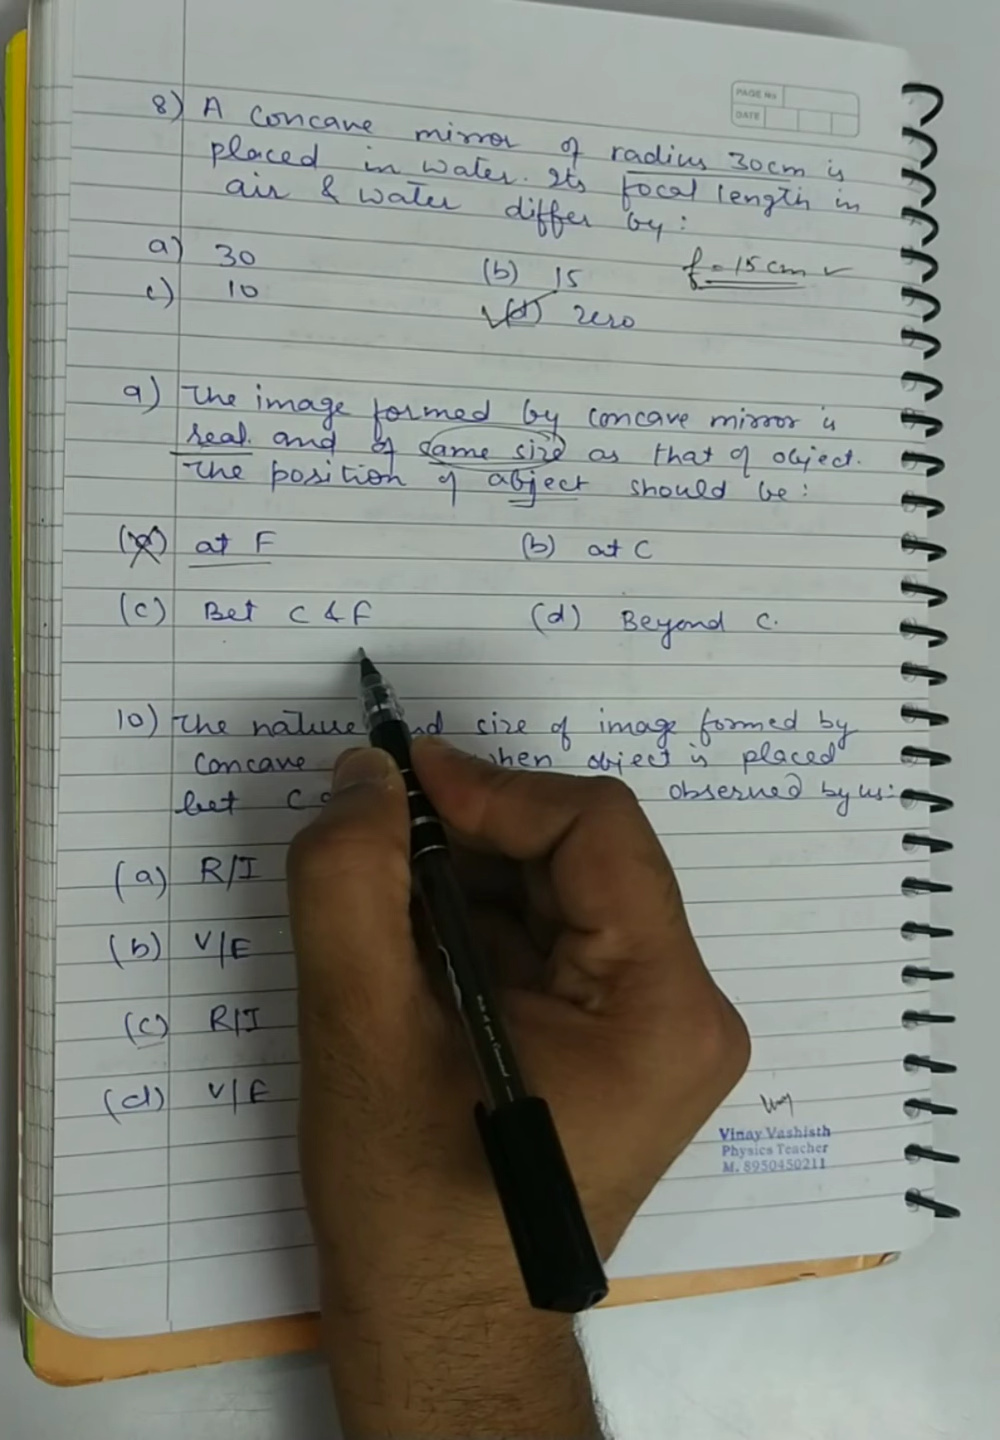 PAGE No
DATE
8) A concave mirror of radius 30cm is
placed in water. Its focal length in
air & water differ by:
a) 30 (b) 15 f = 15 cm ✓
c) 10 ✓(d) zero
9) The image formed by concave mirror is
real. and of same size as that of object.
The position of object should be:
(a) at F (b) at C
(c) Bet C & F (d) Beyond C.
10) The nature and size of image formed by
concave when object is placed
bet C observed by us:
(a) R/I
(b) V/E
(c) R/I
(d) V/E
Vinay Vashisth
Physics Teacher
M. 8950450211